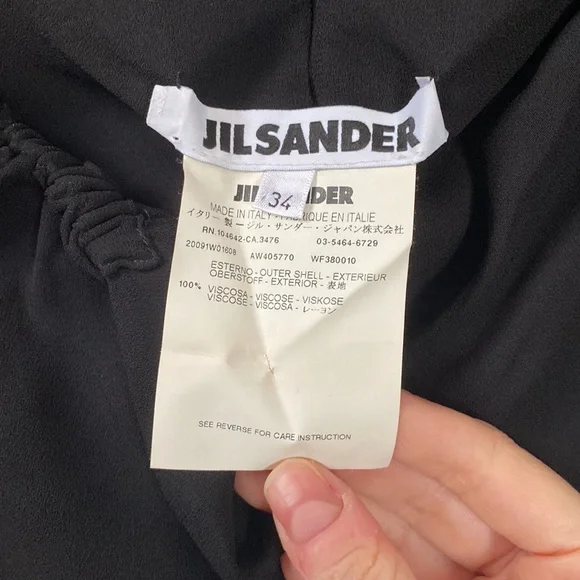 JIL SANDER
JIL SANDER
34
MADE IN ITALY - FABRIQUE EN ITALIE
イタリー製 ージル・サンダー・ジャパン株式会社
RN.104642-CA.3476 03-5464-6729
20091W01608 AW405770 WF380010
ESTERNO - OUTER SHELL - EXTERIEUR
OBERSTOFF - EXTERIOR - 表地
100% VISCOSA - VISCOSE - VISKOSE
VISCOSE - VISCOSA - レーヨン
SEE REVERSE FOR CARE INSTRUCTION